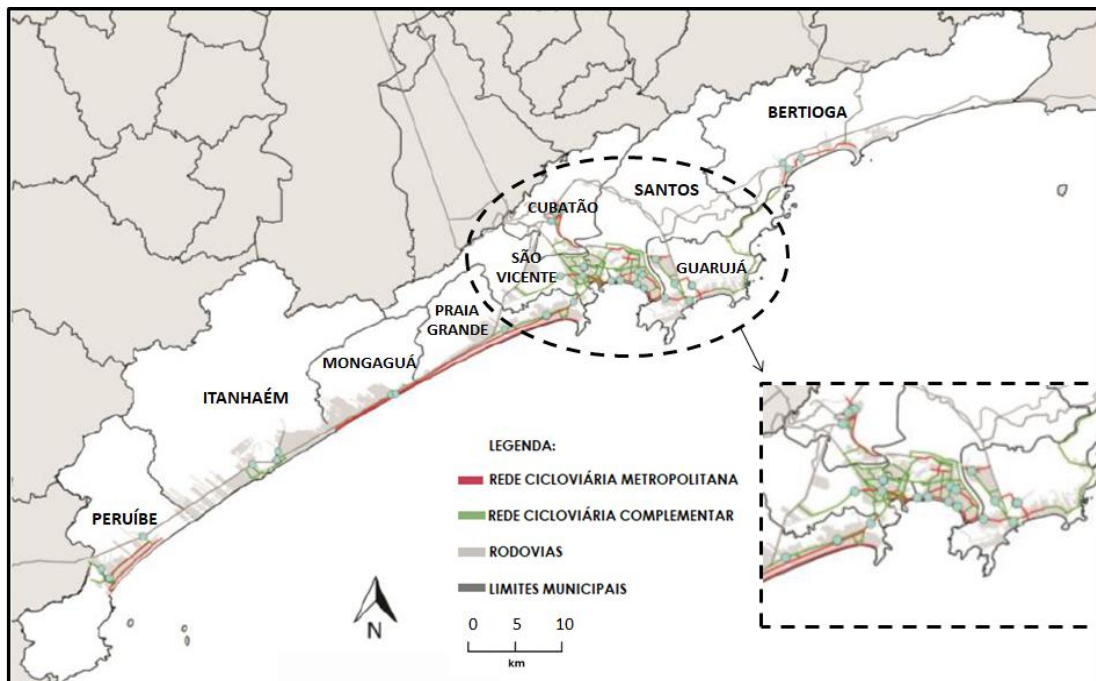 BERTIOGA
SANTOS
CUBATÃO
SÃO
VICENTE
GUARUJÁ
PRAIA
GRANDE
MONGAGUÁ
ITANHAÉM
PERUÍBE
LEGENDA:
REDE CICLOVIÁRIA METROPOLITANA
REDE CICLOVIÁRIA COMPLEMENTAR
RODOVIAS
LIMITES MUNICIPAIS
N
0 5 10
km